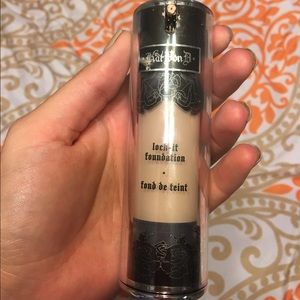 Kat Von D
lock-it
foundation
•
fond de teint